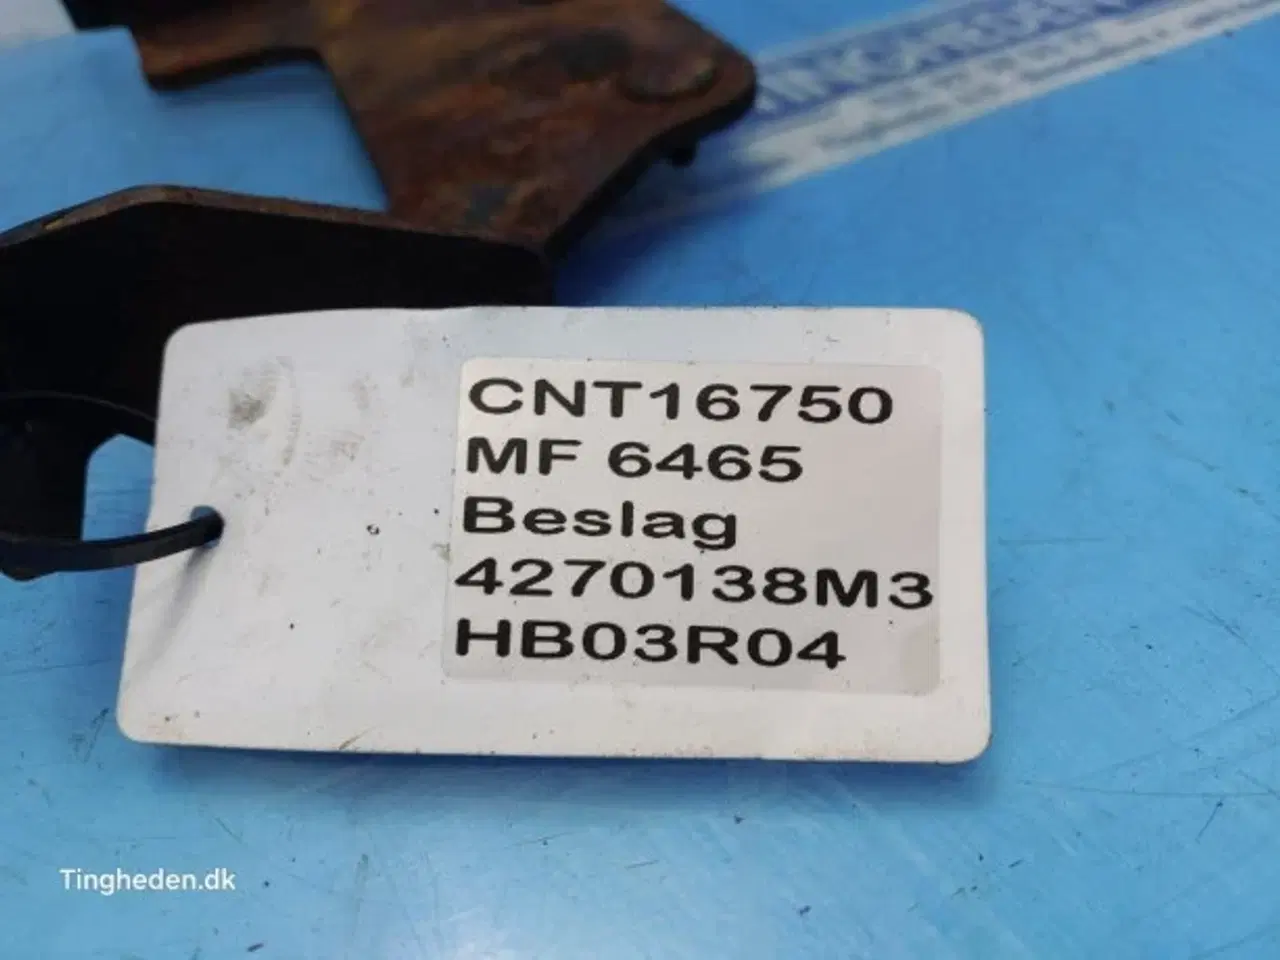 CNT16750
MF 6465
Beslag
4270138M3
HB03R04
Tingheden.dk